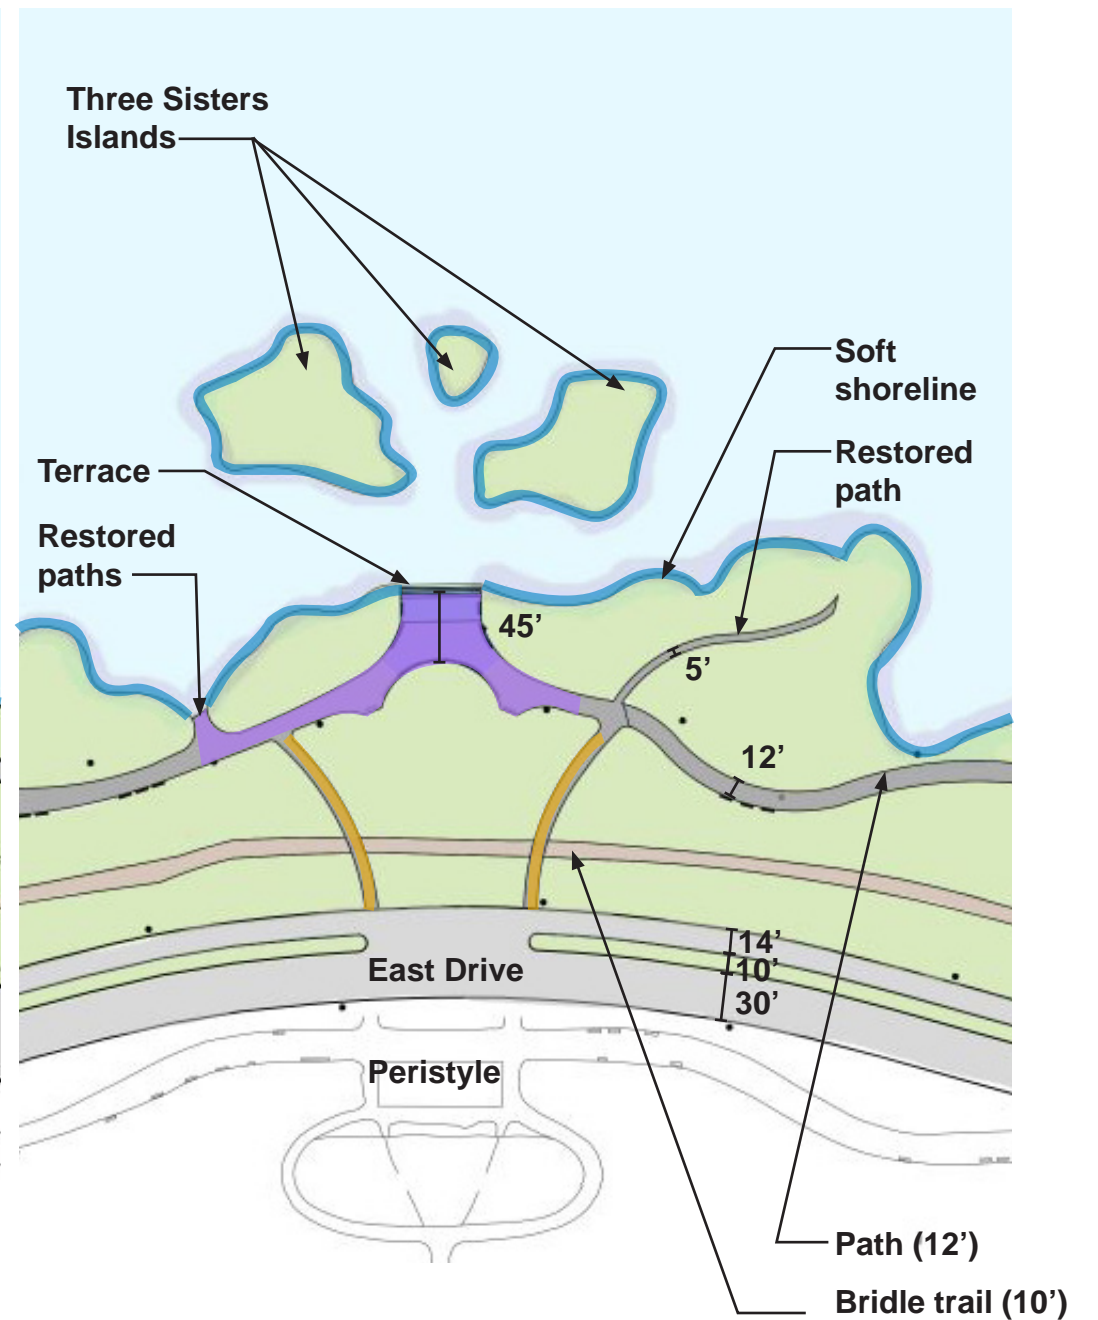 Three Sisters
Islands
Soft
shoreline
Restored
path
Terrace
Restored
paths
45’
5’
12’
14’
10’
30’
East Drive
Peristyle
Path (12’)
Bridle trail (10’)